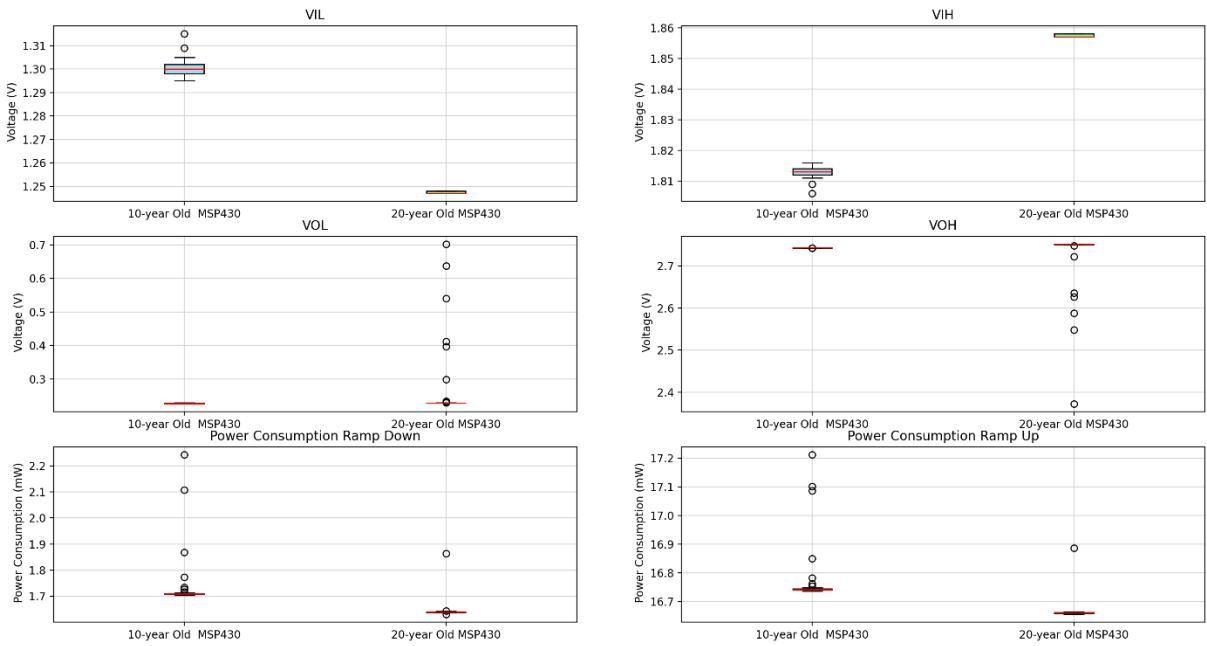 VIL
Voltage (V)
1.31
1.30
1.29
1.28
1.27
1.26
1.25
10-year Old MSP430
20-year Old MSP430
VIH
Voltage (V)
1.86
1.85
1.84
1.83
1.82
1.81
10-year Old MSP430
20-year Old MSP430
VOL
Voltage (V)
0.7
0.6
0.5
0.4
0.3
10-year Old MSP430
20-year Old MSP430
VOH
Voltage (V)
2.7
2.6
2.5
2.4
10-year Old MSP430
20-year Old MSP430
Power Consumption Ramp Down
Power Consumption (mW)
2.2
2.1
2.0
1.9
1.8
1.7
10-year Old MSP430
20-year Old MSP430
Power Consumption Ramp Up
Power Consumption (mW)
17.2
17.1
17.0
16.9
16.8
16.7
10-year Old MSP430
20-year Old MSP430